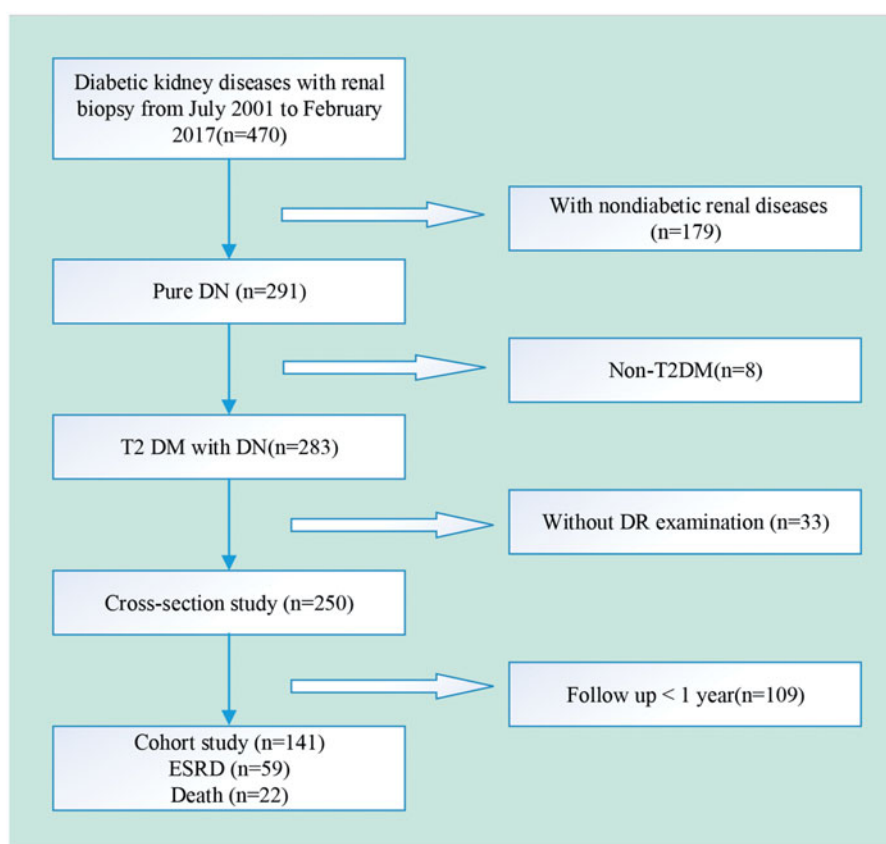 Diabetic kidney diseases with renal
biopsy from July 2001 to February
2017(n=470)
With nondiabetic renal diseases
(n=179)
Pure DN (n=291)
Non-T2DM(n=8)
T2 DM with DN(n=283)
Without DR examination (n=33)
Cross-section study (n=250)
Follow up < 1 year(n=109)
Cohort study (n=141)
ESRD (n=59)
Death (n=22)